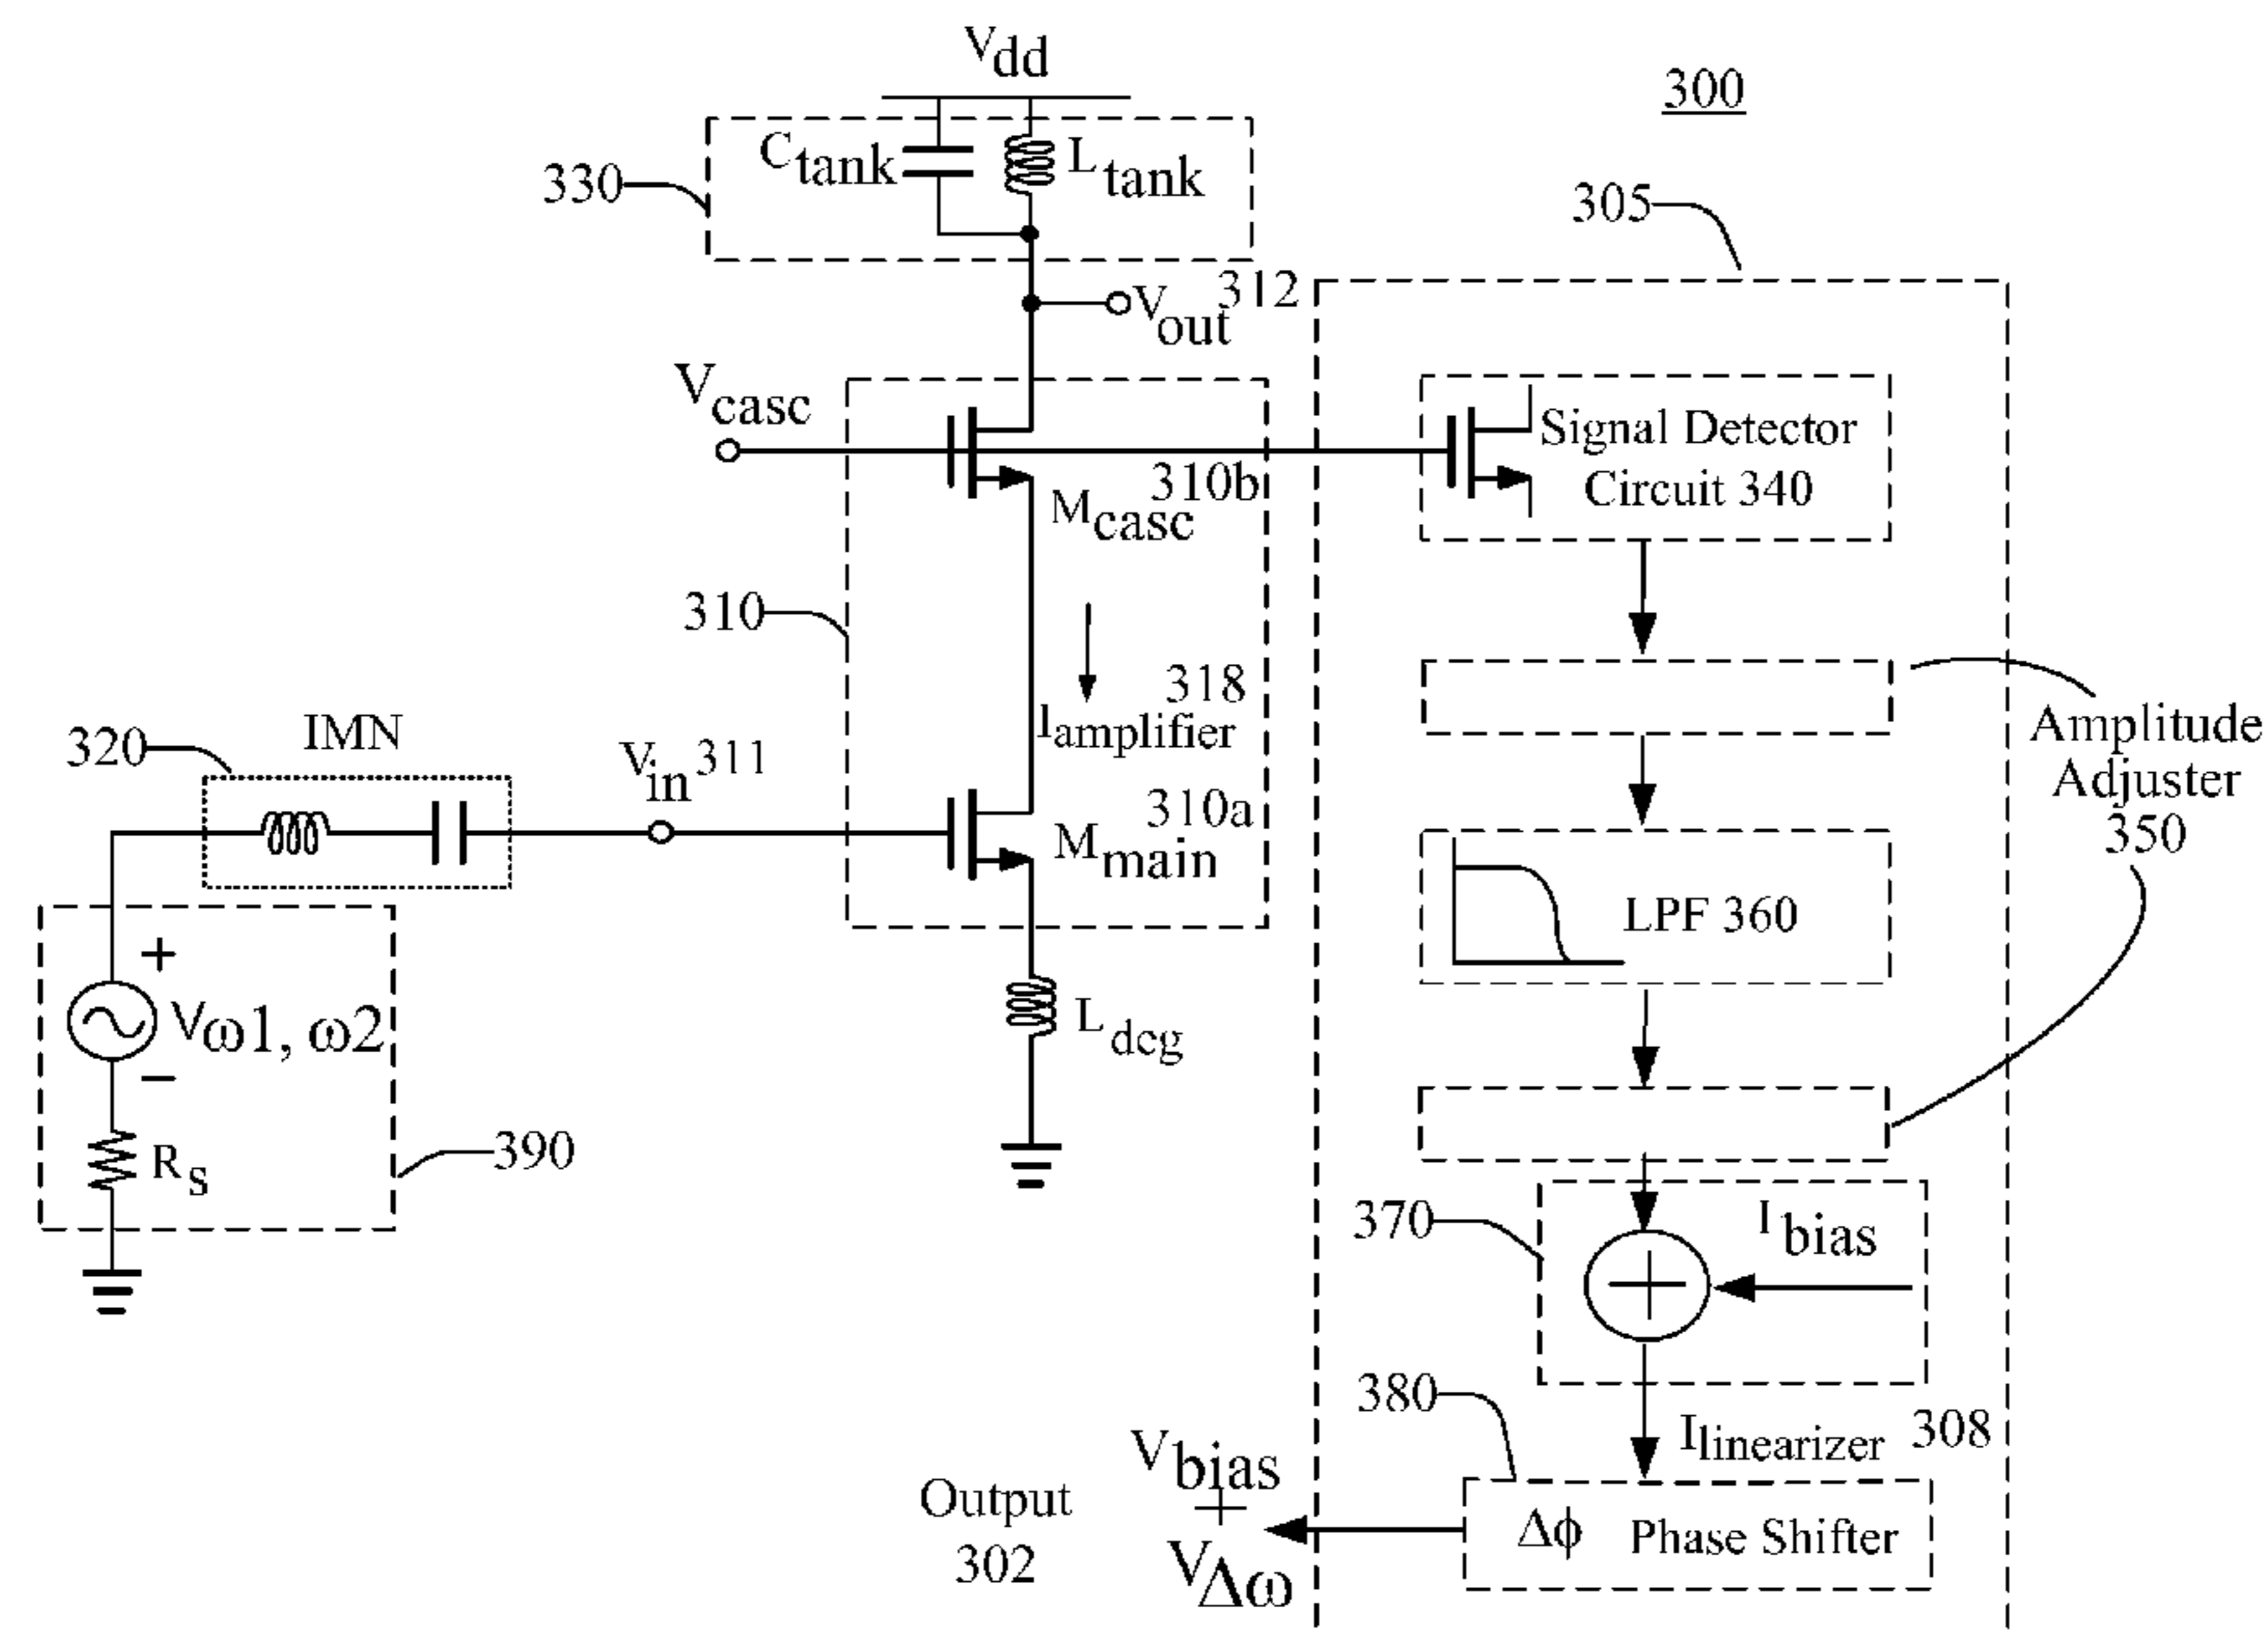 Vdd
300
Ctank
Ltank
330
305
312
Vout
Vcasc
Signal Detector
Circuit 340
310b
Mcasc
310
318
Iamplifier
Amplitude
Adjuster
350
IMN
320
Vin 311
310a
Mmain
LPF 360
+
Vω1, ω2
−
Ldcg
Rs
390
370
Ibias
+
380
Ilinearizer 308
Vbias
+
VΔω
Output
302
Δϕ Phase Shifter